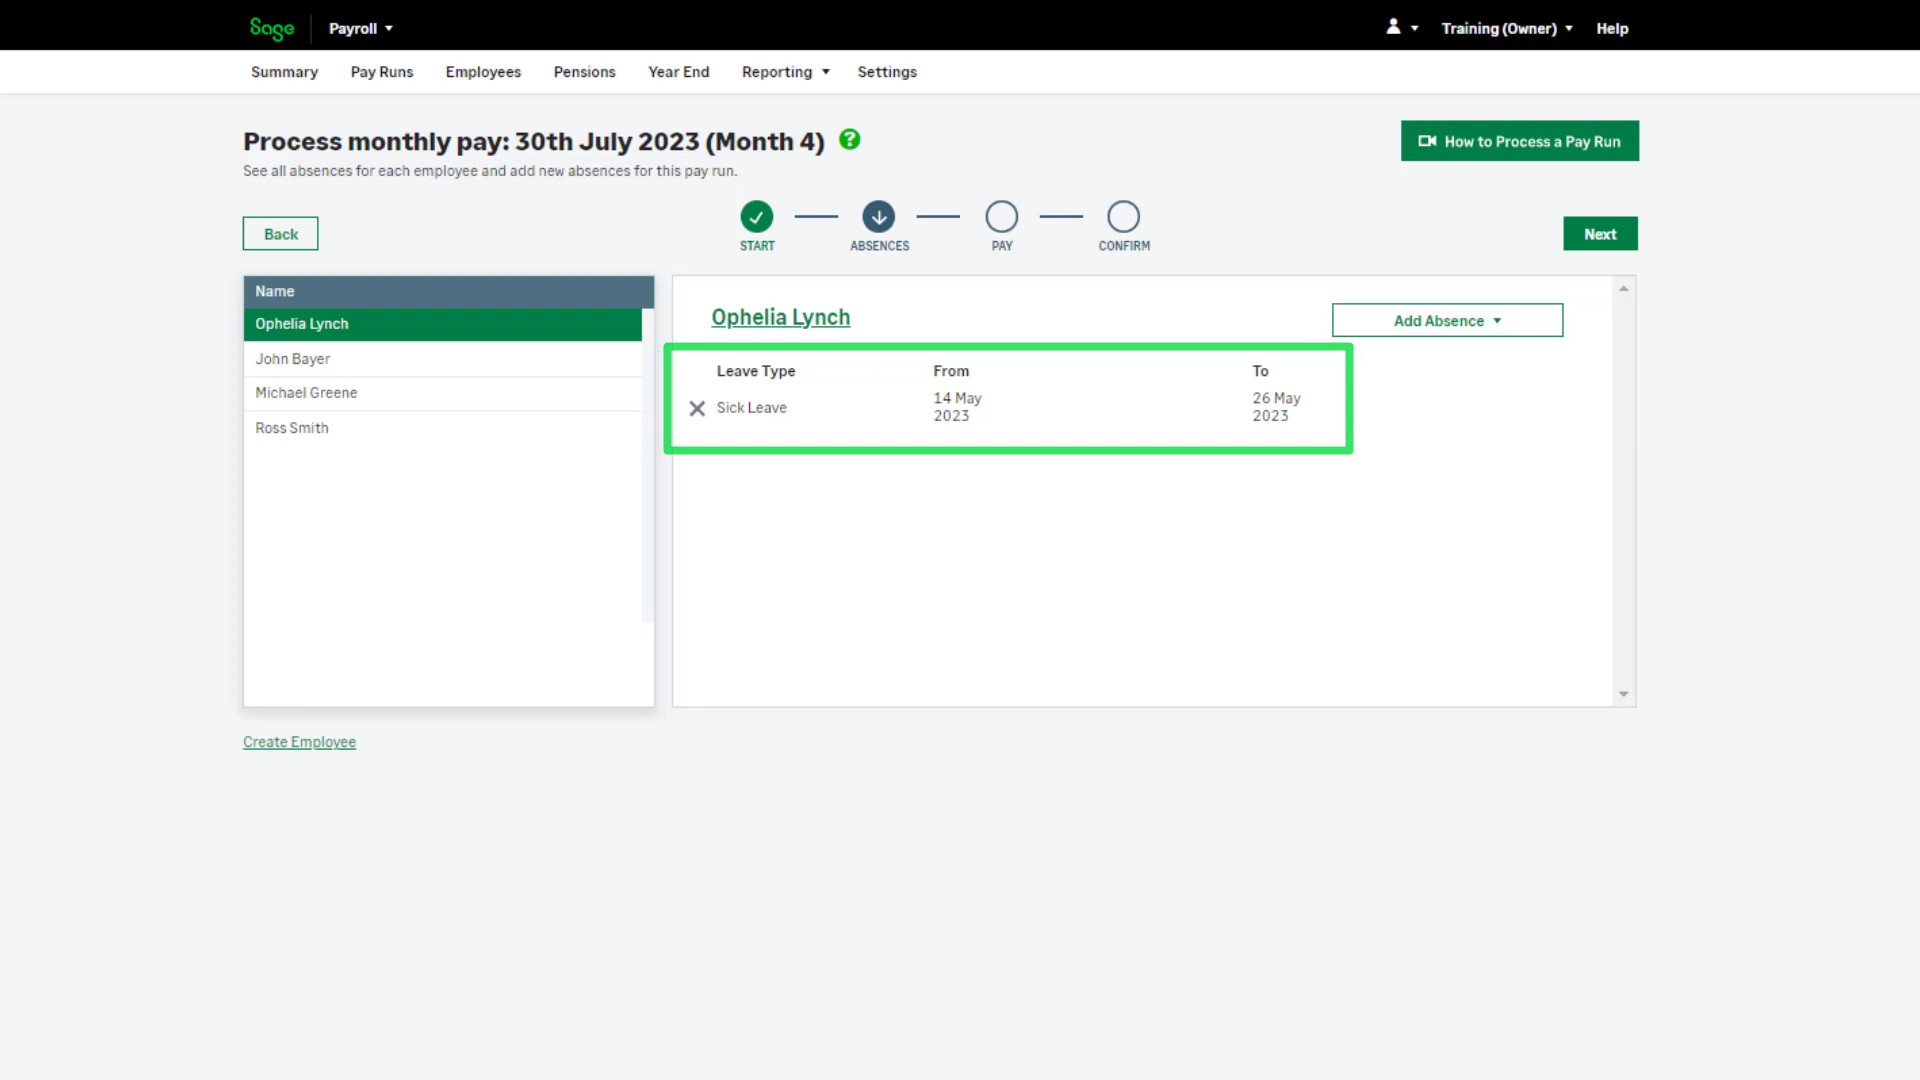 Sage
Payroll
Training (Owner)
Help
Summary
Pay Runs
Employees
Pensions
Year End
Reporting
Settings
Process monthly pay: 30th July 2023 (Month 4)
?
How to Process a Pay Run
See all absences for each employee and add new absences for this pay run.
Back
START
ABSENCES
PAY
CONFIRM
Next
Name
Ophelia Lynch
John Bayer
Michael Greene
Ross Smith
Ophelia Lynch
Add Absence
Leave Type
From
To
Sick Leave
14 May
2023
26 May
2023
Create Employee